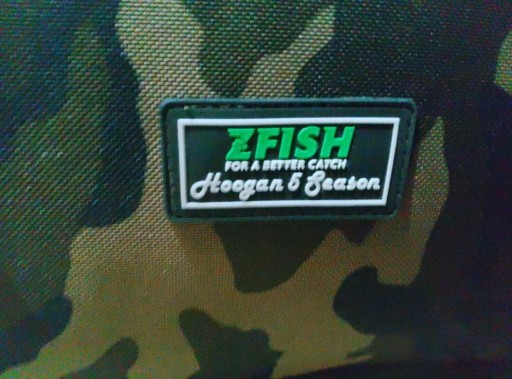 ZFISH
FOR A BETTER CATCH
Hoogan 5 Season